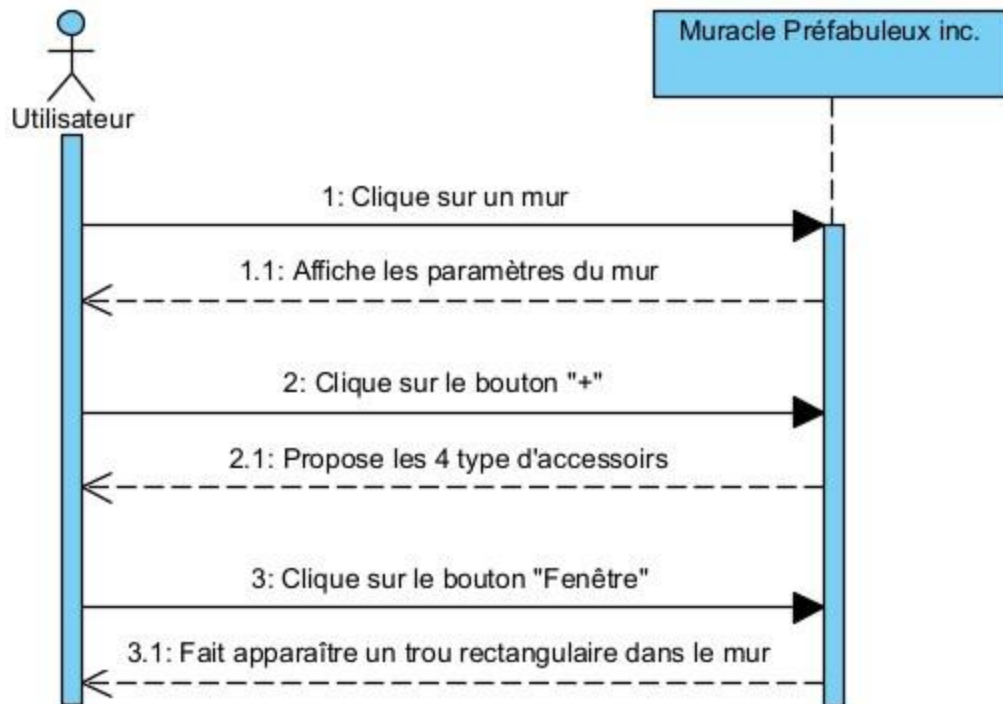 Muracle Préfabuleux inc.
Utilisateur
1: Clique sur un mur
1.1: Affiche les paramètres du mur
2: Clique sur le bouton "+"
2.1: Propose les 4 type d'accessoirs
3: Clique sur le bouton "Fenêtre"
3.1: Fait apparaître un trou rectangulaire dans le mur